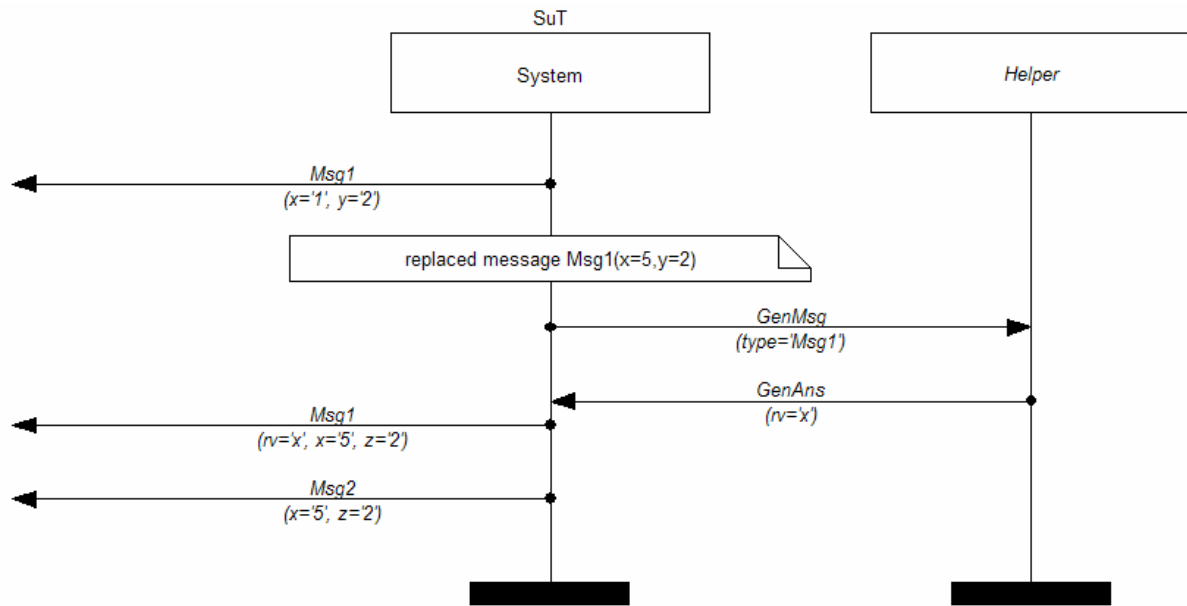 SuT
System
Helper
Msg1
(x='1', y='2')
replaced message Msg1(x=5,y=2)
GenMsg
(type='Msg1')
GenAns
(rv='x')
Msg1
(rv='x', x='5', z='2')
Msg2
(x='5', z='2')